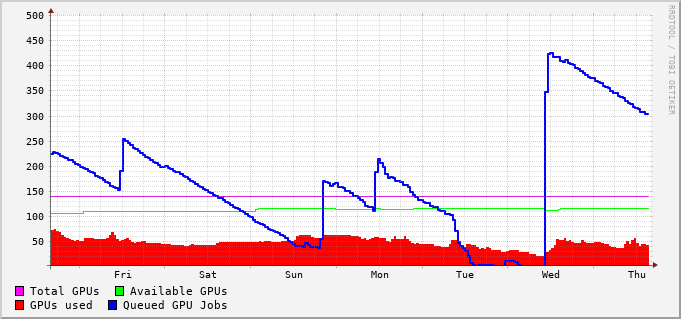 500
450
400
350
300
250
200
150
100
50
Fri Sat Sun Mon Tue Wed Thu
Total GPUs Available GPUs
GPUs used Queued GPU Jobs
RRDTOOL / TOBI OETIKER